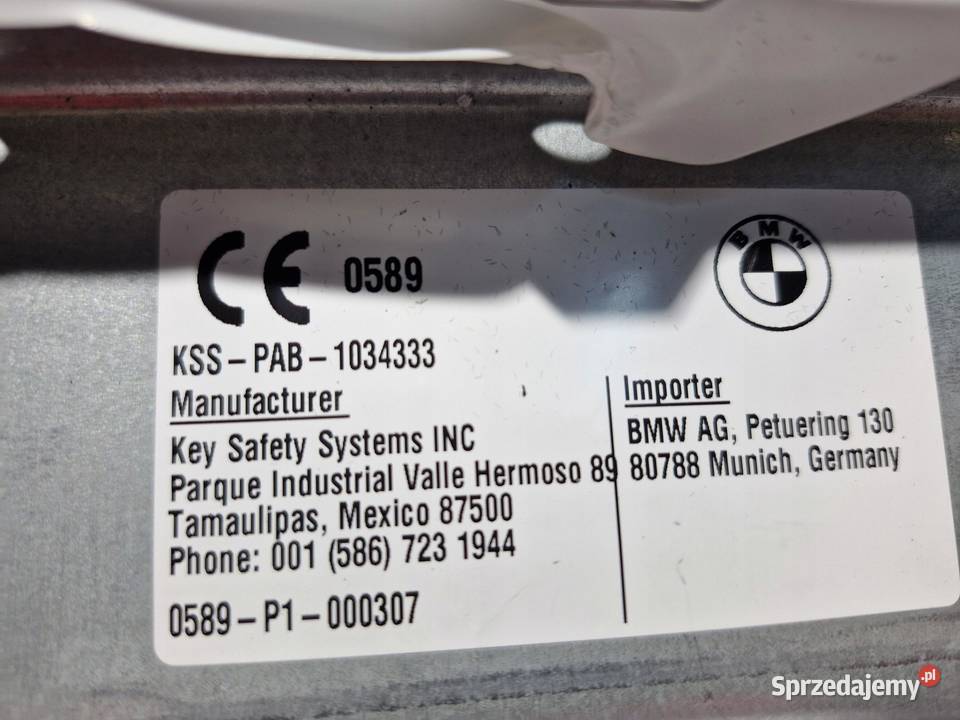 CE 0589
BMW
KSS-PAB-1034333
Manufacturer
Key Safety Systems INC
Parque Industrial Valle Hermoso 89
Tamaulipas, Mexico 87500
Phone: 001 (586) 723 1944
0589-P1-000307
Importer
BMW AG, Petuering 130
80788 Munich, Germany
Sprzedajemy.pl